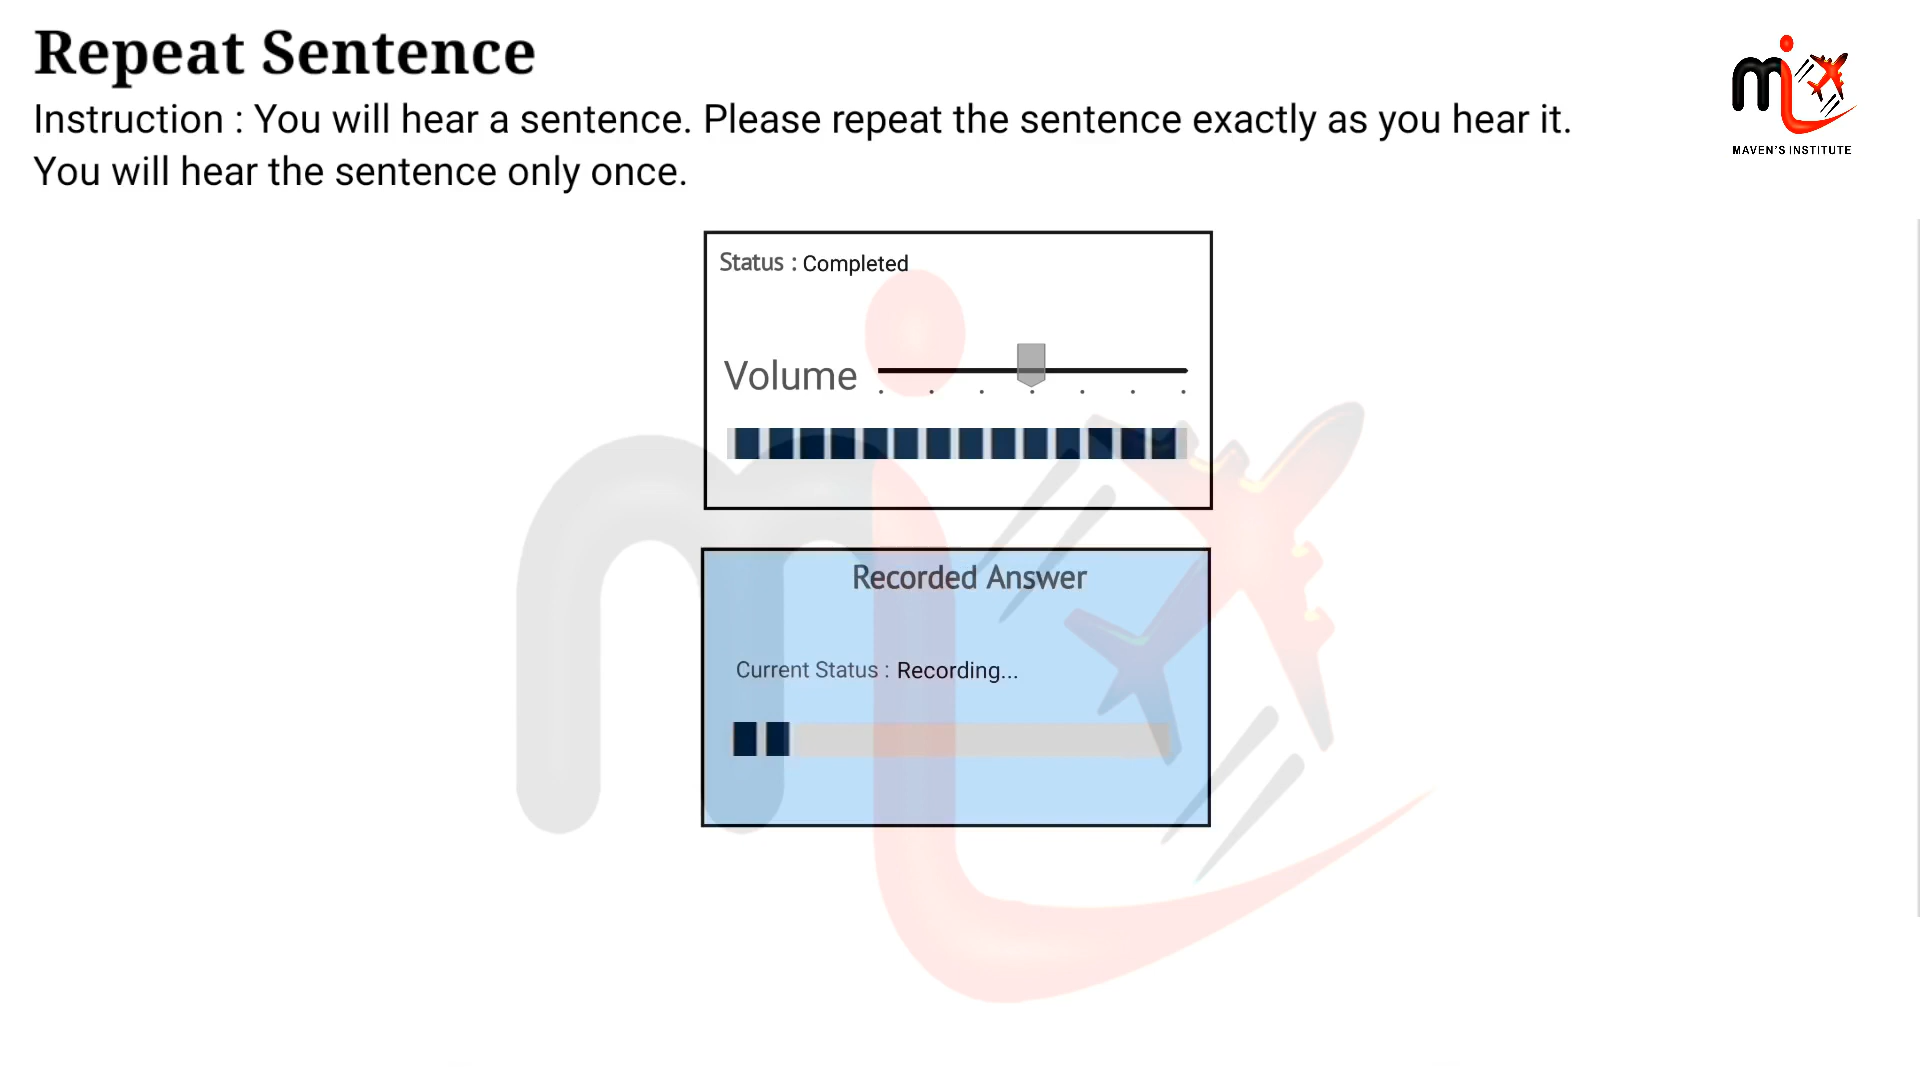 Repeat Sentence
Instruction : You will hear a sentence. Please repeat the sentence exactly as you hear it.
You will hear the sentence only once.
mi
MAVEN'S INSTITUTE
Status : Completed
Volume
Recorded Answer
Current Status : Recording...